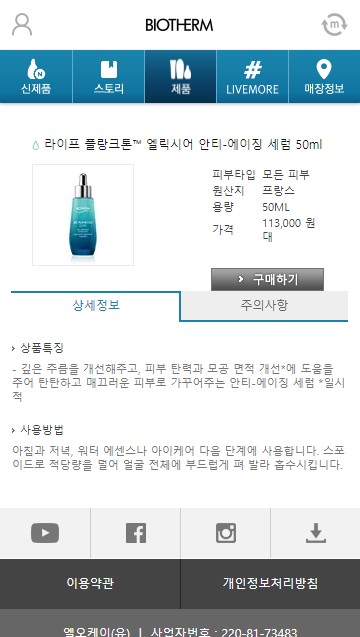 BIOTHERM
m
N
신제품
스토리
제품
#
LIVEMORE
매장정보
라이프 플랑크톤™ 엘릭시어 안티-에이징 세럼 50ml
피부타입 모든 피부
원산지 프랑스
용량 50ML
가격 113,000 원대
구매하기
상세정보
주의사항
상품특징
- 깊은 주름을 개선해주고, 피부 탄력과 모공 면적 개선*에 도움을
주어 탄탄하고 매끄러운 피부로 가꾸어주는 안티-에이징 세럼 *일시
적
사용방법
아침과 저녁, 워터 에센스나 아이케어 다음 단계에 사용합니다. 스포
이드로 적당량을 덜어 얼굴 전체에 부드럽게 펴 발라 흡수시킵니다.
이용약관
개인정보처리방침
엘오케이(유) | 사업자번호 : 220-81-73483